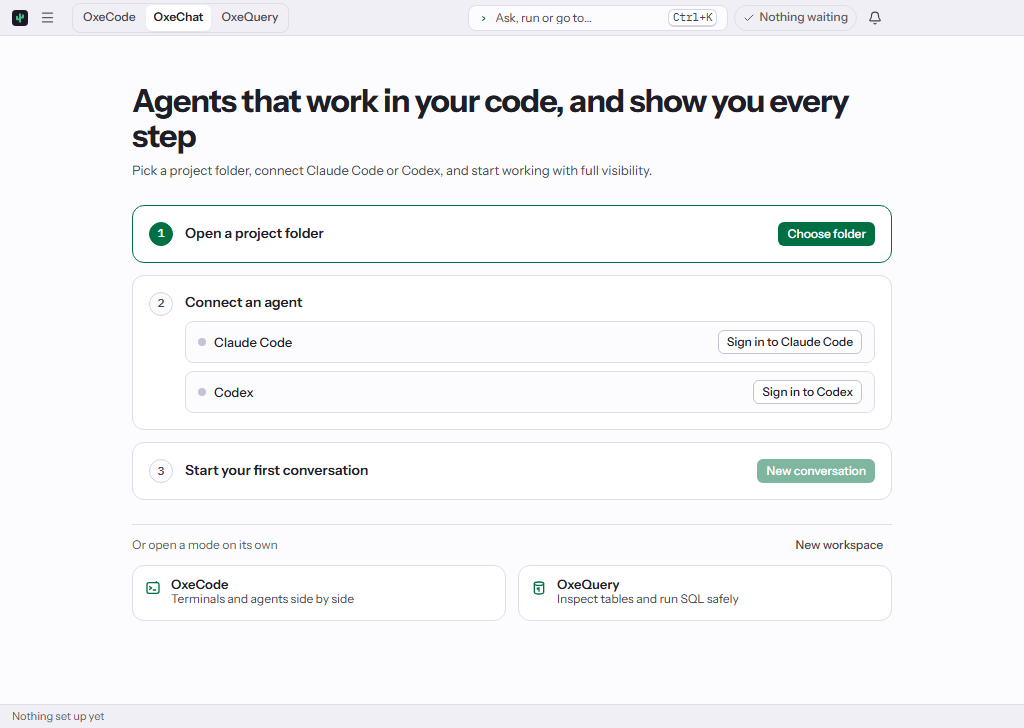 OxeCode OxeChat OxeQuery › Ask, run or go to... Ctrl+K Nothing waiting
Agents that work in your code, and show you every
step
Pick a project folder, connect Claude Code or Codex, and start working with full visibility.
1 Open a project folder Choose folder
2 Connect an agent
Claude Code Sign in to Claude Code
Codex Sign in to Codex
3 Start your first conversation New conversation
Or open a mode on its own New workspace
OxeCode
Terminals and agents side by side
OxeQuery
Inspect tables and run SQL safely
Nothing set up yet